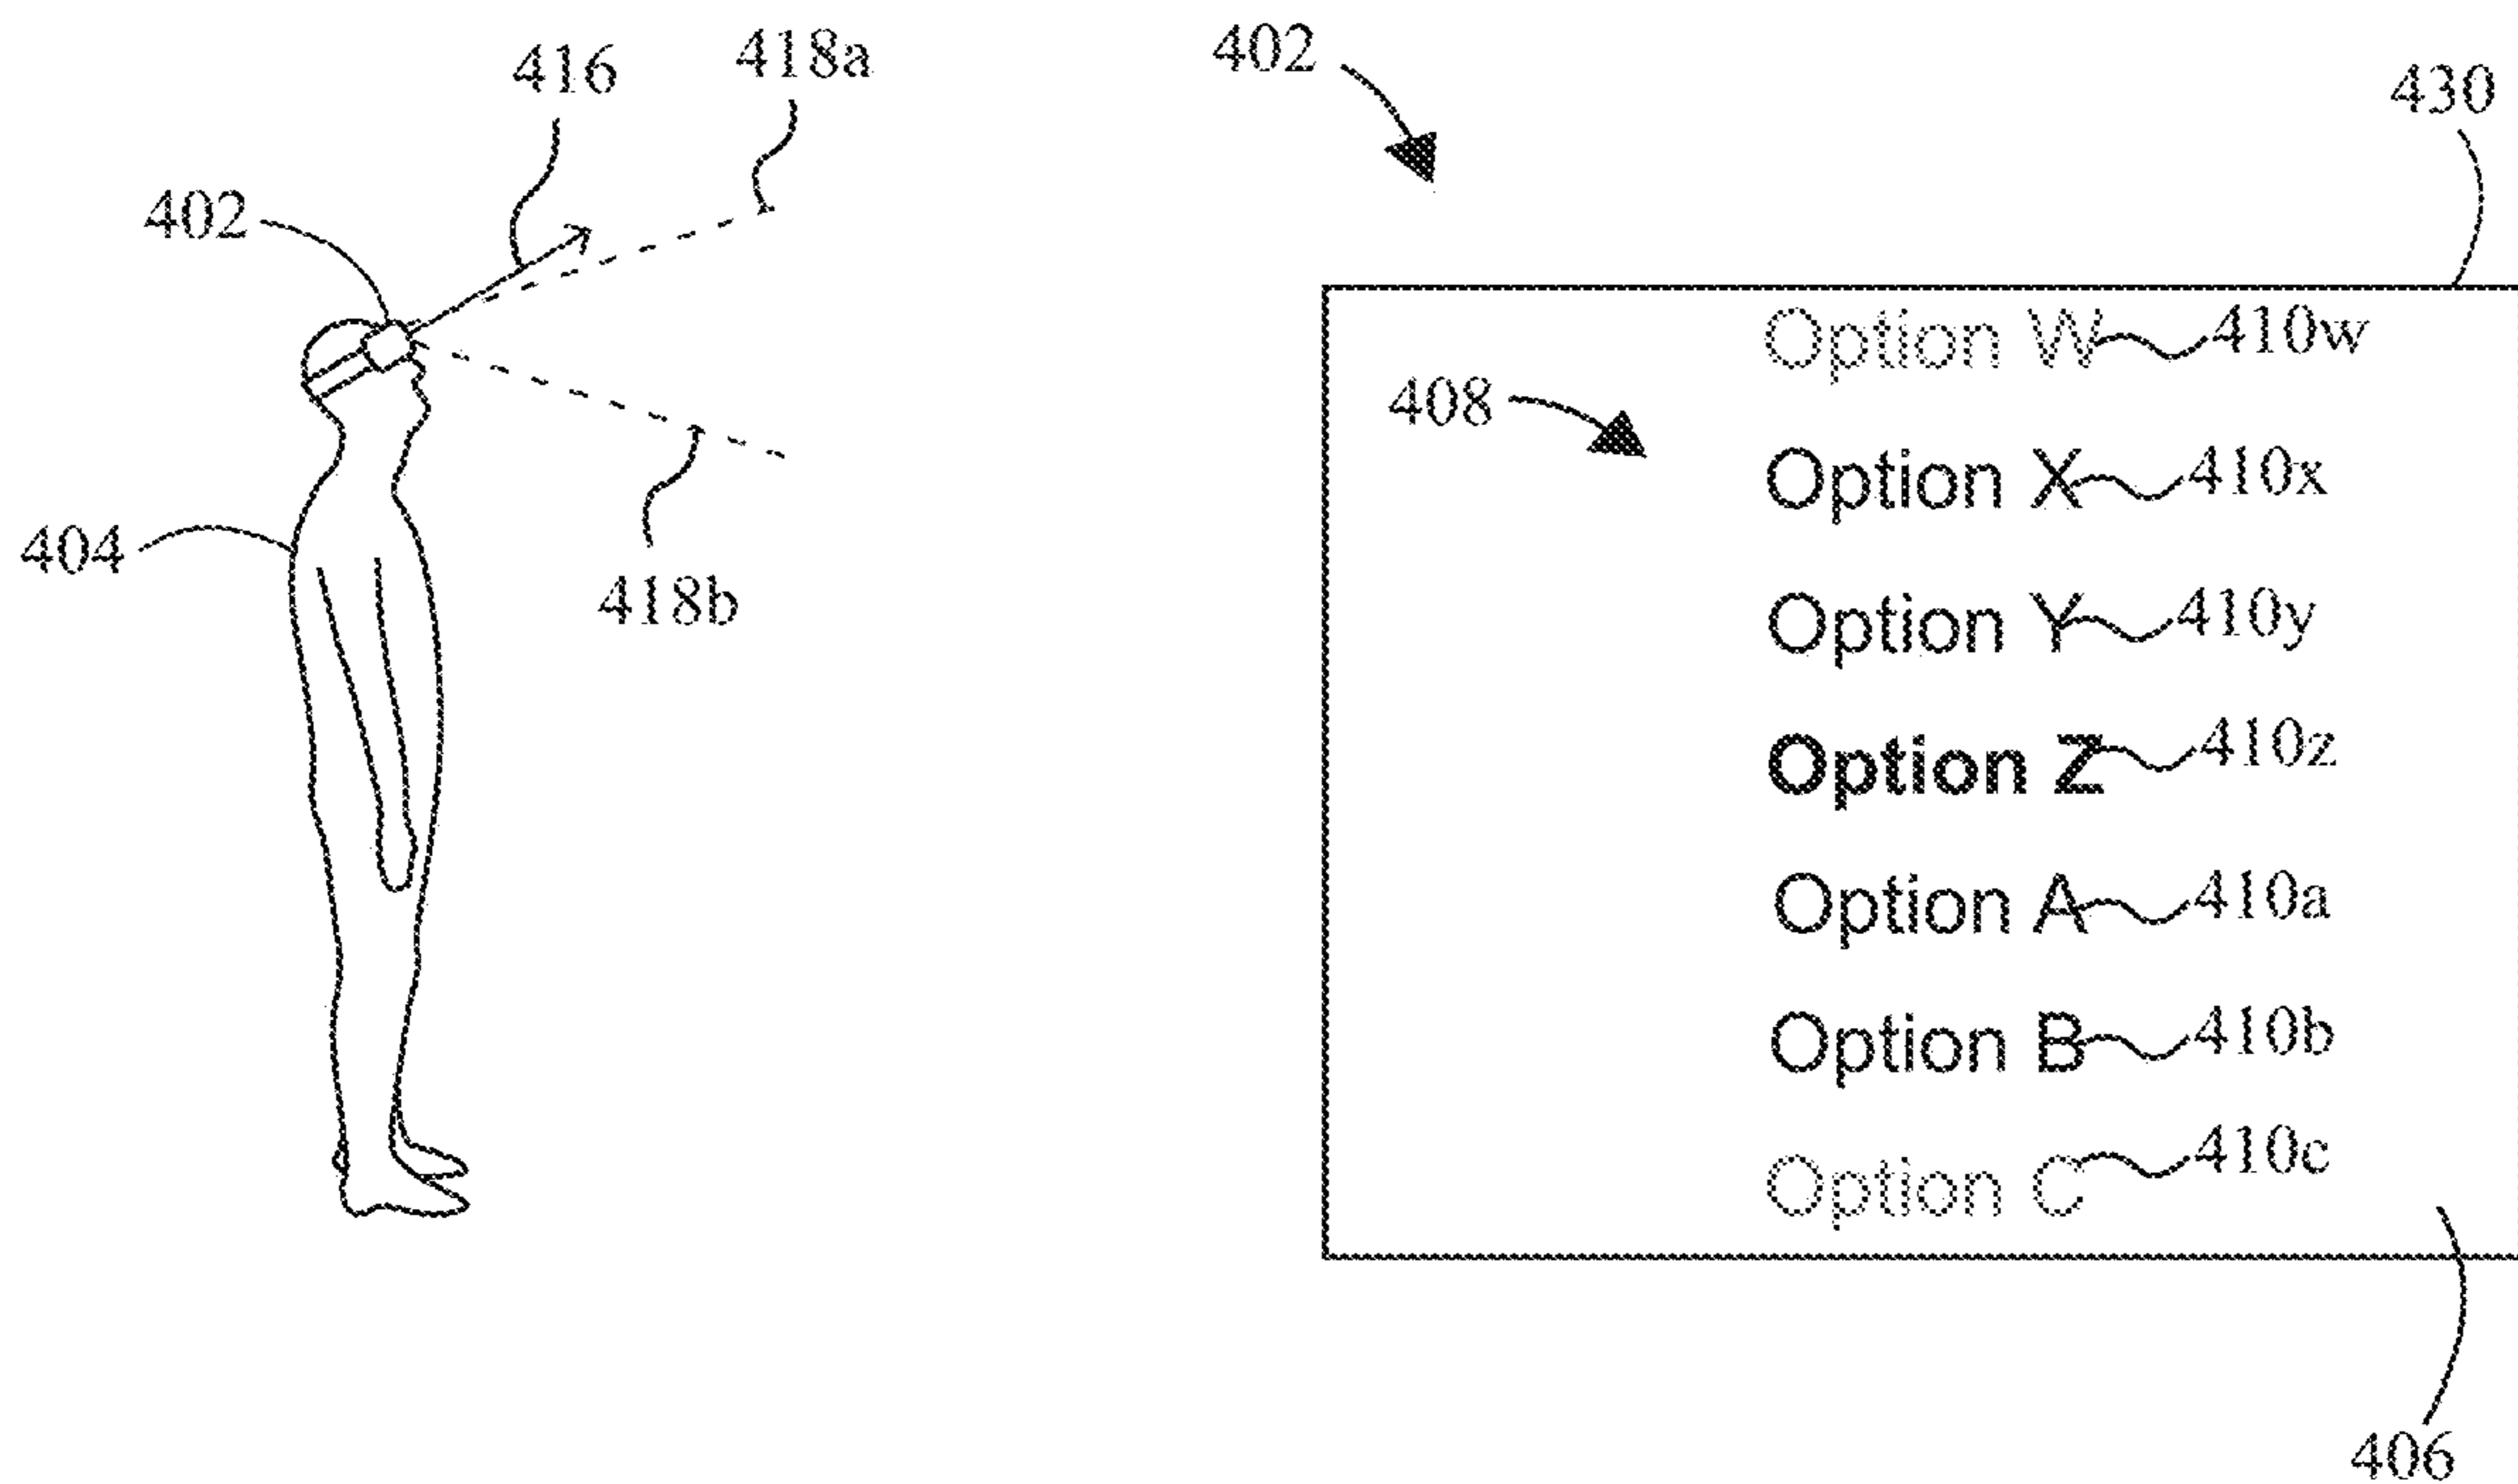 416
418a
402
404
418b
402
430
Option W 410w
408
Option X 410x
Option Y 410y
Option Z 410z
Option A 410a
Option B 410b
Option C 410c
406